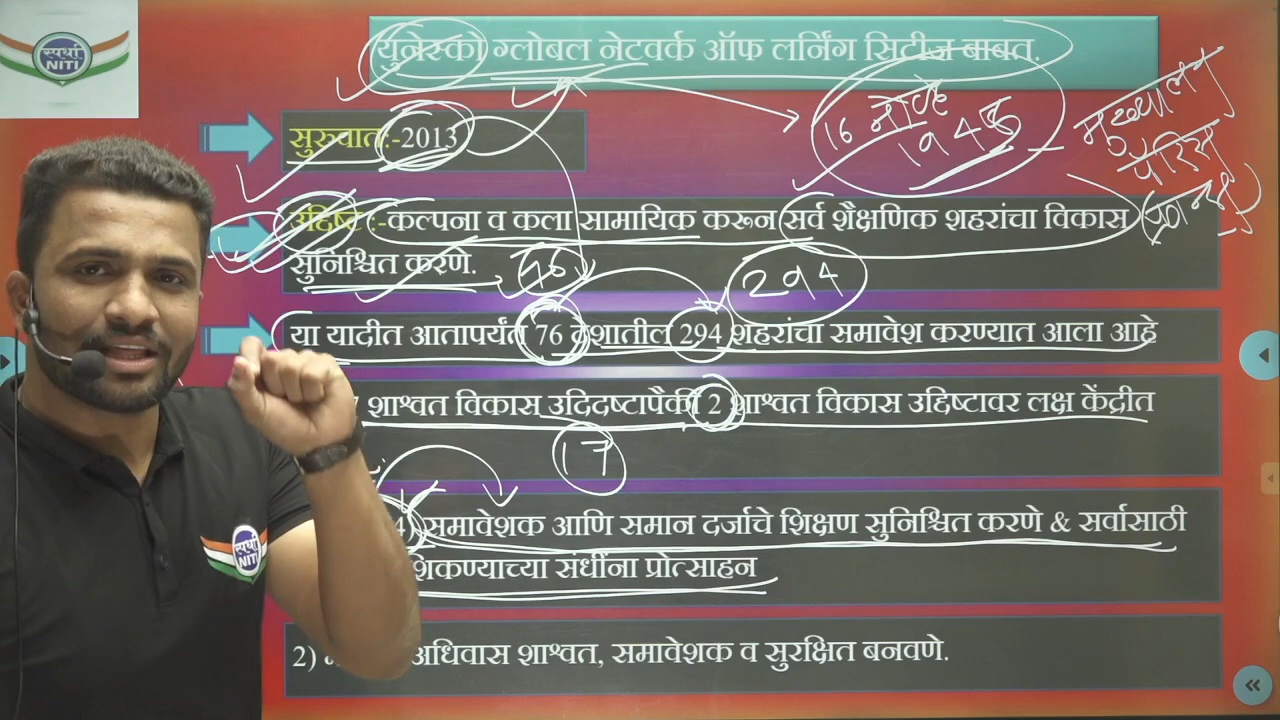 स्पर्धा
NITI
युनेस्को ग्लोबल नेटवर्क ऑफ लर्निंग सिटीज बाबत.
16 नोव्हें
1945
मुख्यालय
पॅरिस
सुरुवात:-2013
उद्दिष्ट :-कल्पना व कला सामायिक करून सर्व शैक्षणिक शहरांचा विकास
सुनिश्चित करणे.
294
या यादीत आतापर्यंत 76 देशातील 294 शहरांचा समावेश करण्यात आला आहे
शाश्वत विकास उदिदष्टापैकी 2 शाश्वत विकास उद्दिष्टावर लक्ष केंद्रीत
17
4) समावेशक आणि समान दर्जाचे शिक्षण सुनिश्चित करणे & सर्वासाठी
शिकण्याच्या संधींना प्रोत्साहन
स्पर्धा
NITI
2) अधिवास शाश्वत, समावेशक व सुरक्षित बनवणे.